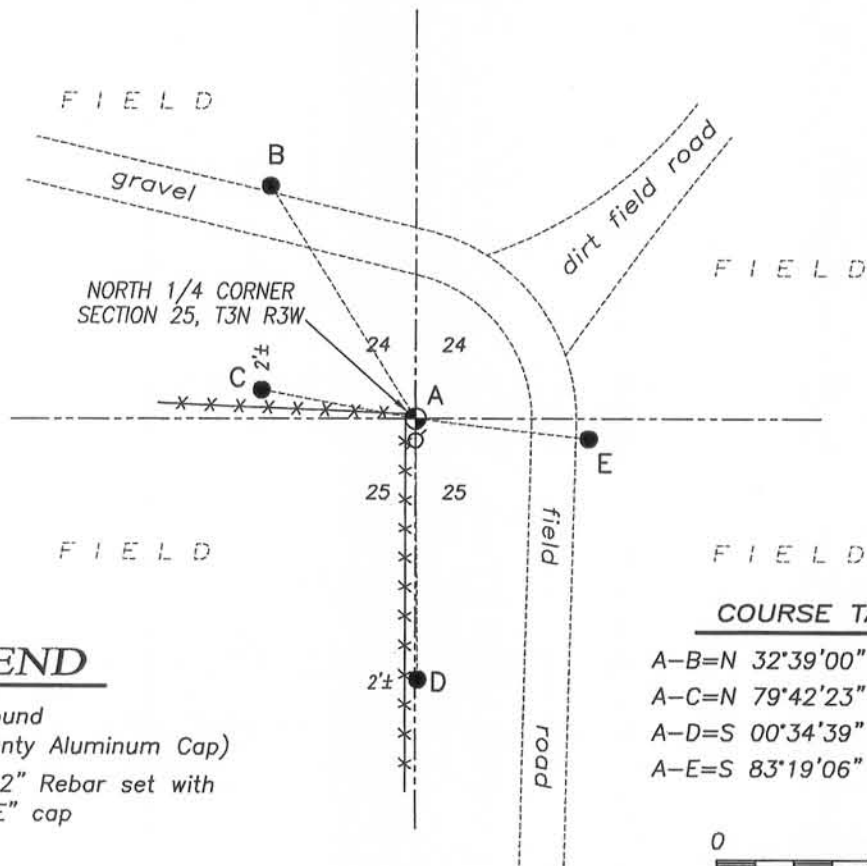 FIELD
B
gravel
dirt field road
FIELD
NORTH 1/4 CORNER
SECTION 25, T3N R3W
24 24
2'±
C
A
E
25 25
FIELD
field
FIELD
COURSE TA
END
A-B=N 32°39'00"
A-C=N 79°42'23"
A-D=S 00°34'39"
A-E=S 83°19'06"
2'± D
ound
nty Aluminum Cap)
2" Rebar set with
E" cap
road
0